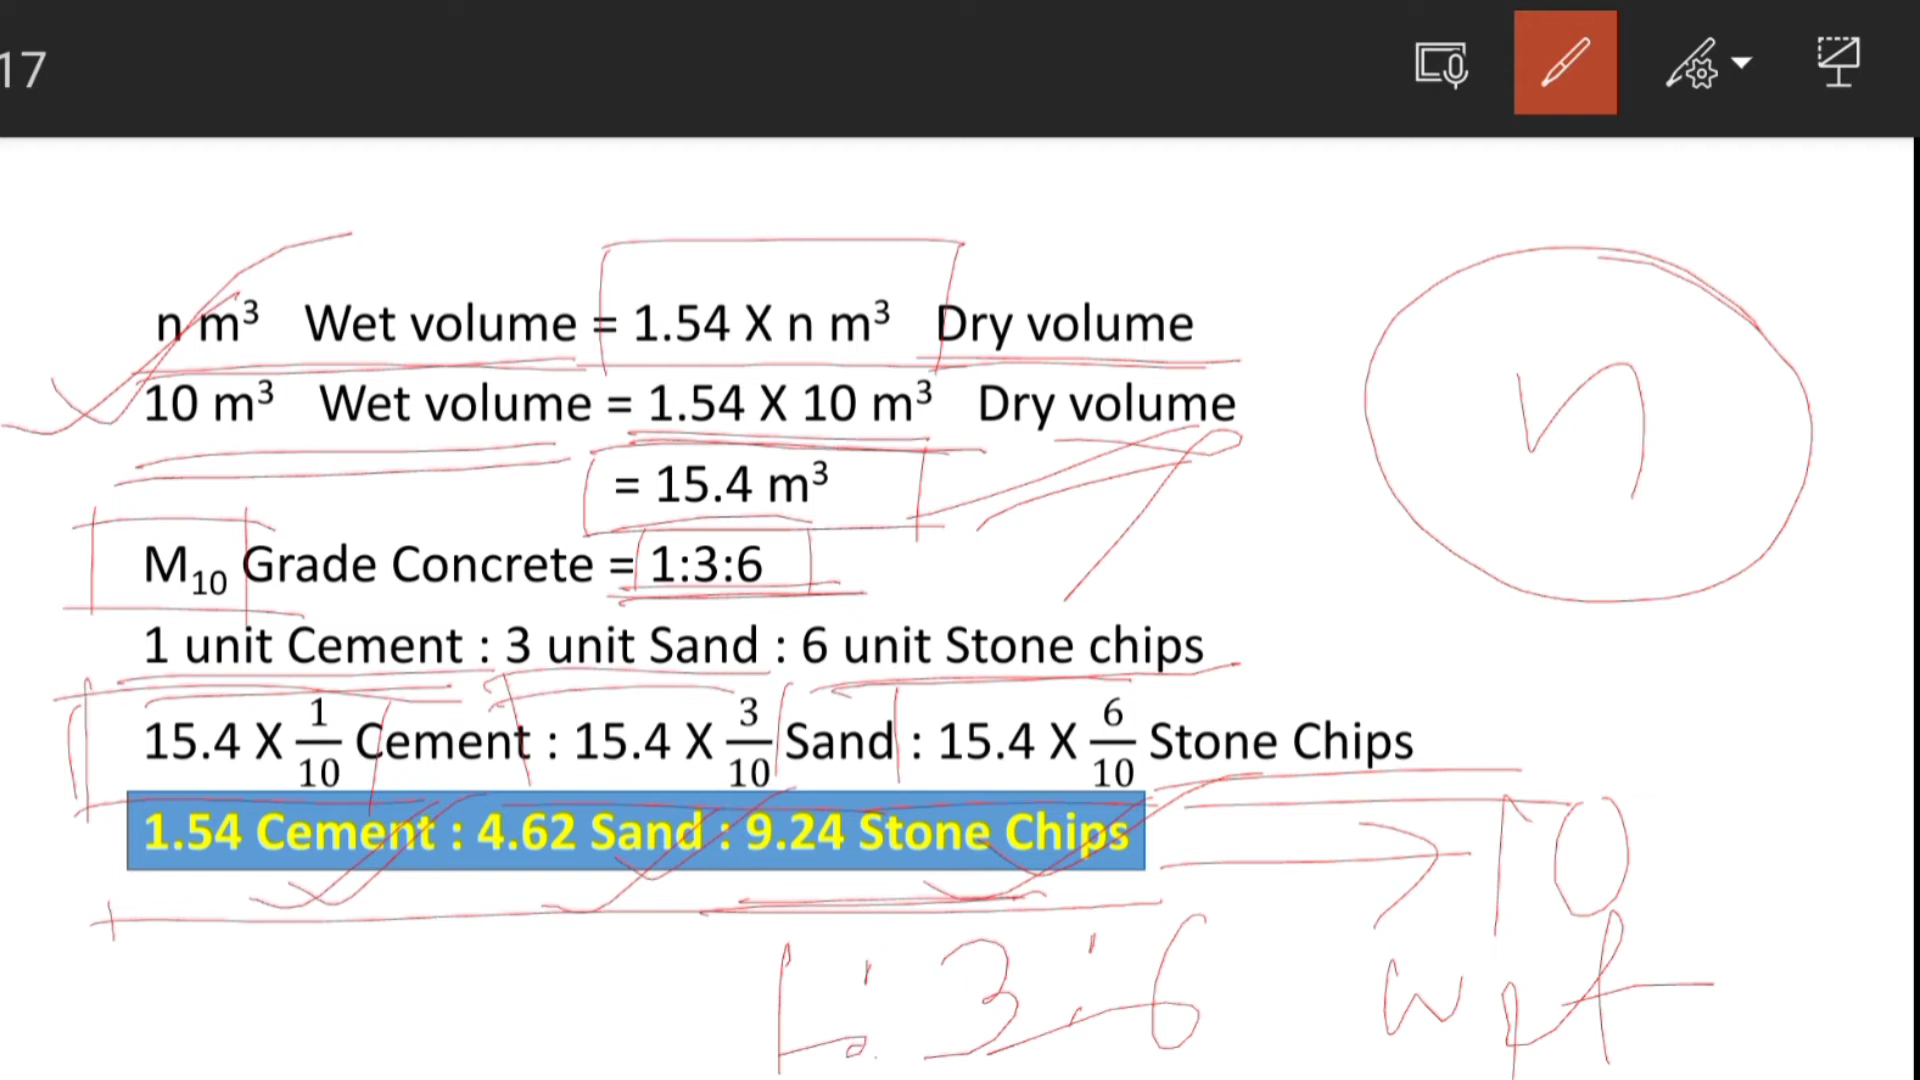 17
n m³ Wet volume = 1.54 X n m³ Dry volume
10 m³ Wet volume = 1.54 X 10 m³ Dry volume
= 15.4 m³
M₁₀ Grade Concrete = 1:3:6
1 unit Cement : 3 unit Sand : 6 unit Stone chips
15.4 X 1/10 Cement : 15.4 X 3/10 Sand : 15.4 X 6/10 Stone Chips
1.54 Cement : 4.62 Sand : 9.24 Stone Chips
n
10
1:3:6
wet